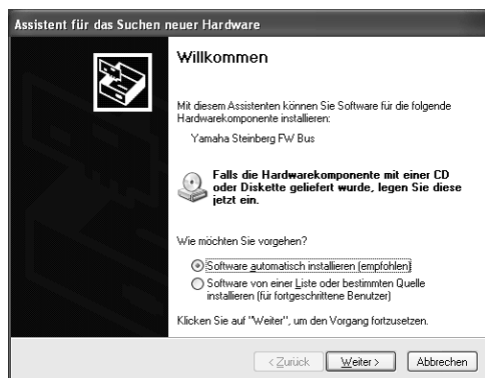 Assistent für das Suchen neuer Hardware
Willkommen
Mit diesem Assistenten können Sie Software für die folgende
Hardwarekomponente installieren:
Yamaha Steinberg FW Bus
Falls die Hardwarekomponente mit einer CD
oder Diskette geliefert wurde, legen Sie diese
jetzt ein.
Wie möchten Sie vorgehen?
Software automatisch installieren (empfohlen)
Software von einer Liste oder bestimmten Quelle
installieren (für fortgeschrittene Benutzer)
Klicken Sie auf "Weiter", um den Vorgang fortzusetzen.
< Zurück Weiter > Abbrechen